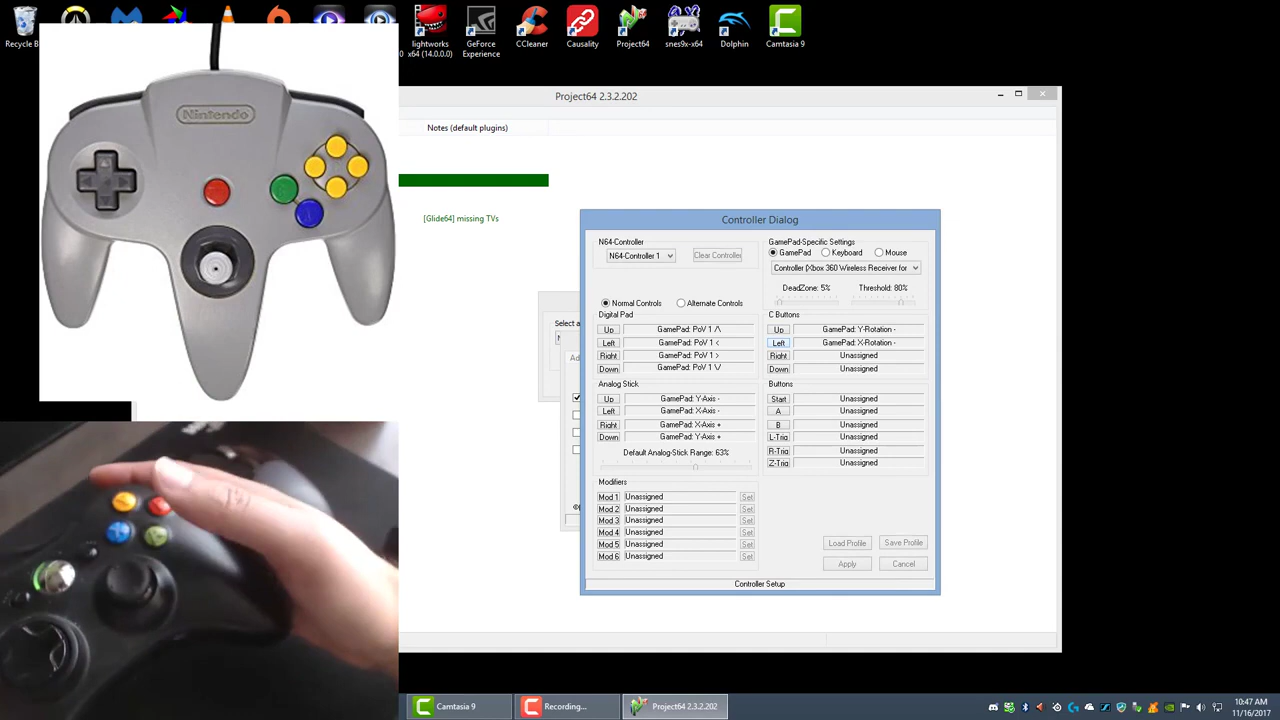 Recycle B
lightworks
x64 (14.0.0.0)
GeForce
Experience
CCleaner
Causality
Project64
snes9x-x64
Dolphin
Camtasia 9
Nintendo
Project64 2.3.2.202
Notes (default plugins)
[Glide64] missing TVs
Select a
Controller Dialog
N64-Controller
N64-Controller 1
Clear Controller
Normal Controls
Alternate Controls
Digital Pad
Up
GamePad: PoV 1 /\
Left
GamePad: PoV 1 <
Right
GamePad: PoV 1 >
Down
GamePad: PoV 1 \/
Analog Stick
Up
GamePad: Y-Axis -
Left
GamePad: X-Axis -
Right
GamePad: X-Axis +
Down
GamePad: Y-Axis +
Default Analog-Stick Range: 63%
Modifiers
Mod 1
Unassigned
Set
Mod 2
Unassigned
Set
Mod 3
Unassigned
Set
Mod 4
Unassigned
Set
Mod 5
Unassigned
Set
Mod 6
Unassigned
Set
GamePad-Specific Settings
GamePad
Keyboard
Mouse
Controller (Xbox 360 Wireless Receiver for
DeadZone: 5%
Threshold: 80%
C Buttons
Up
GamePad: Y-Rotation -
Left
GamePad: X-Rotation -
Right
Unassigned
Down
Unassigned
Buttons
Start
Unassigned
A
Unassigned
B
Unassigned
L-Trig
Unassigned
R-Trig
Unassigned
Z-Trig
Unassigned
Load Profile
Save Profile
Apply
Cancel
Controller Setup
Camtasia 9
Recording...
Project64 2.3.2.202
10:47 AM
11/16/2017